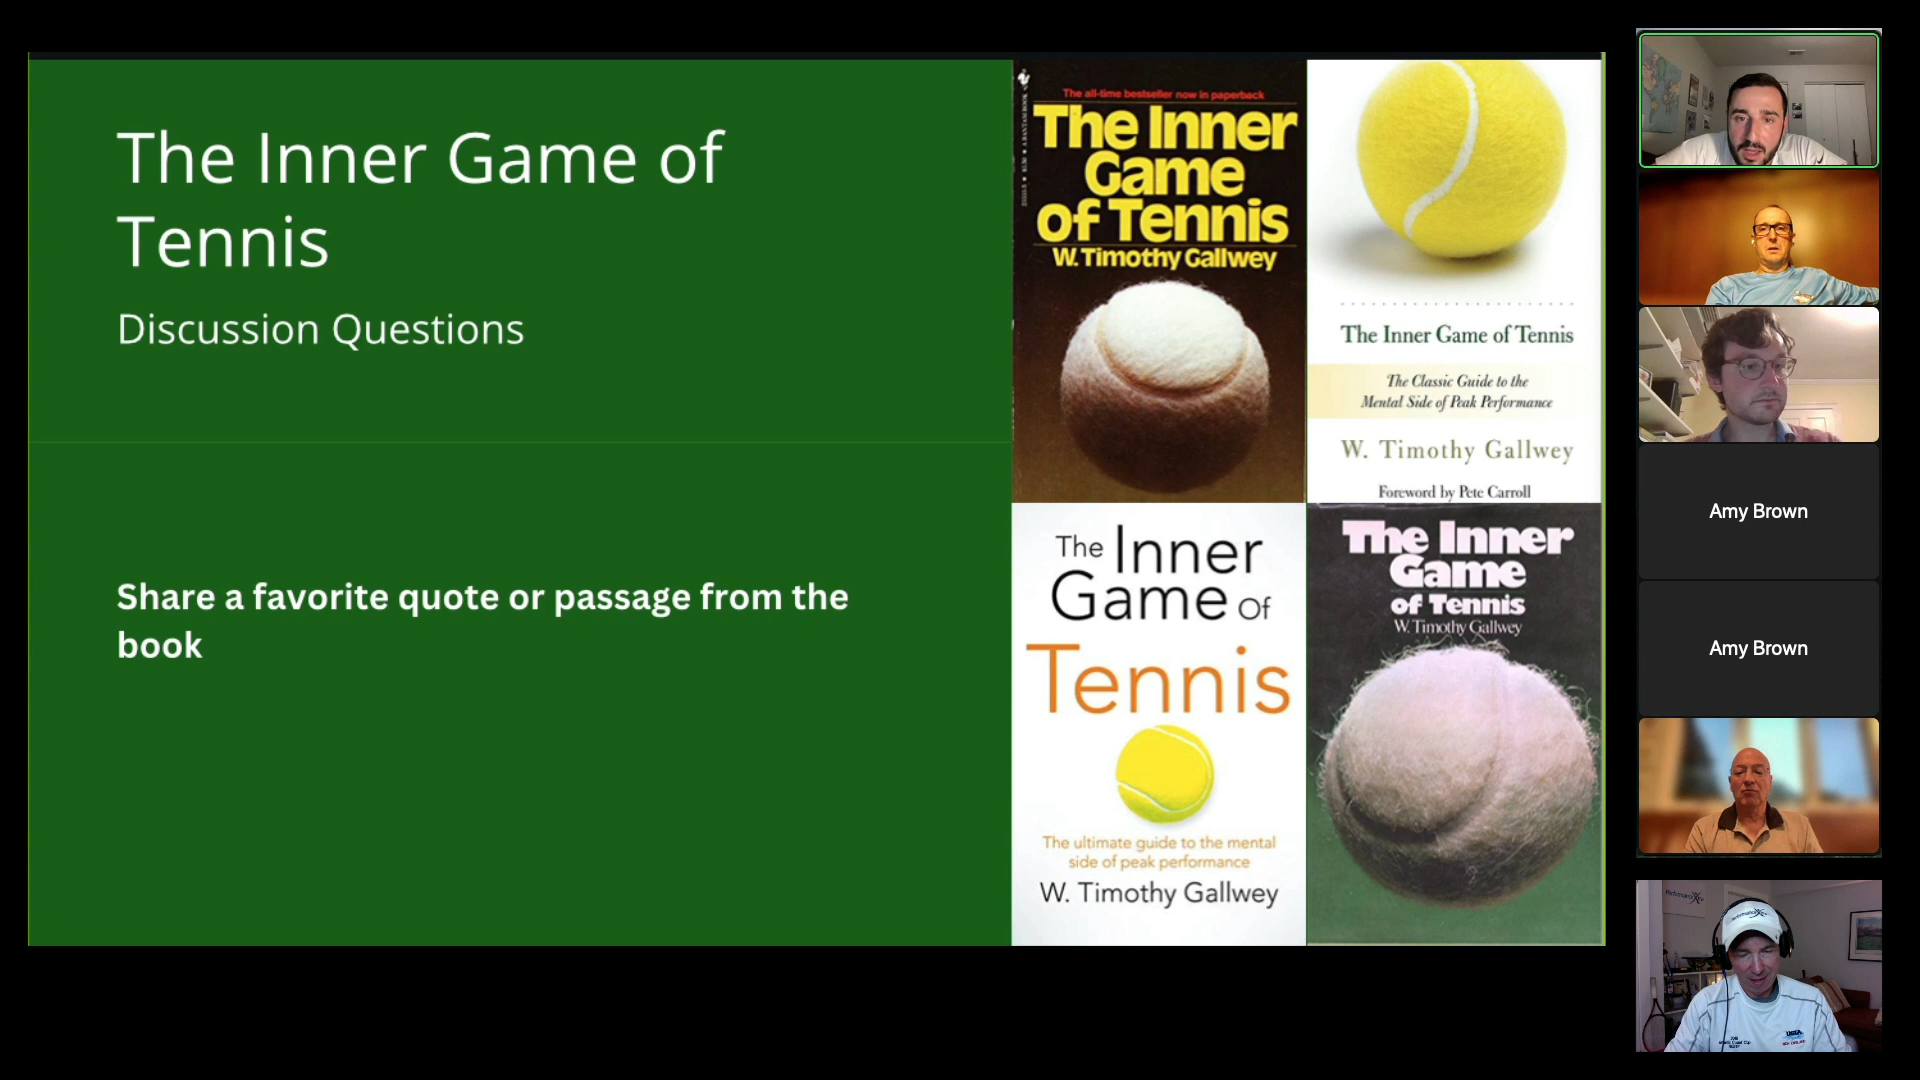 The Inner Game of
Tennis
Discussion Questions
Share a favorite quote or passage from the
book
The all-time bestseller now in paperback
The Inner
Game
of Tennis
W. Timothy Gallwey
The Inner Game of Tennis
The Classic Guide to the
Mental Side of Peak Performance
W. Timothy Gallwey
Foreword by Pete Carroll
The Inner
Game Of
Tennis
The ultimate guide to the mental
side of peak performance
W. Timothy Gallwey
The Inner
Game
of Tennis
W. Timothy Gallwey
Amy Brown
Amy Brown